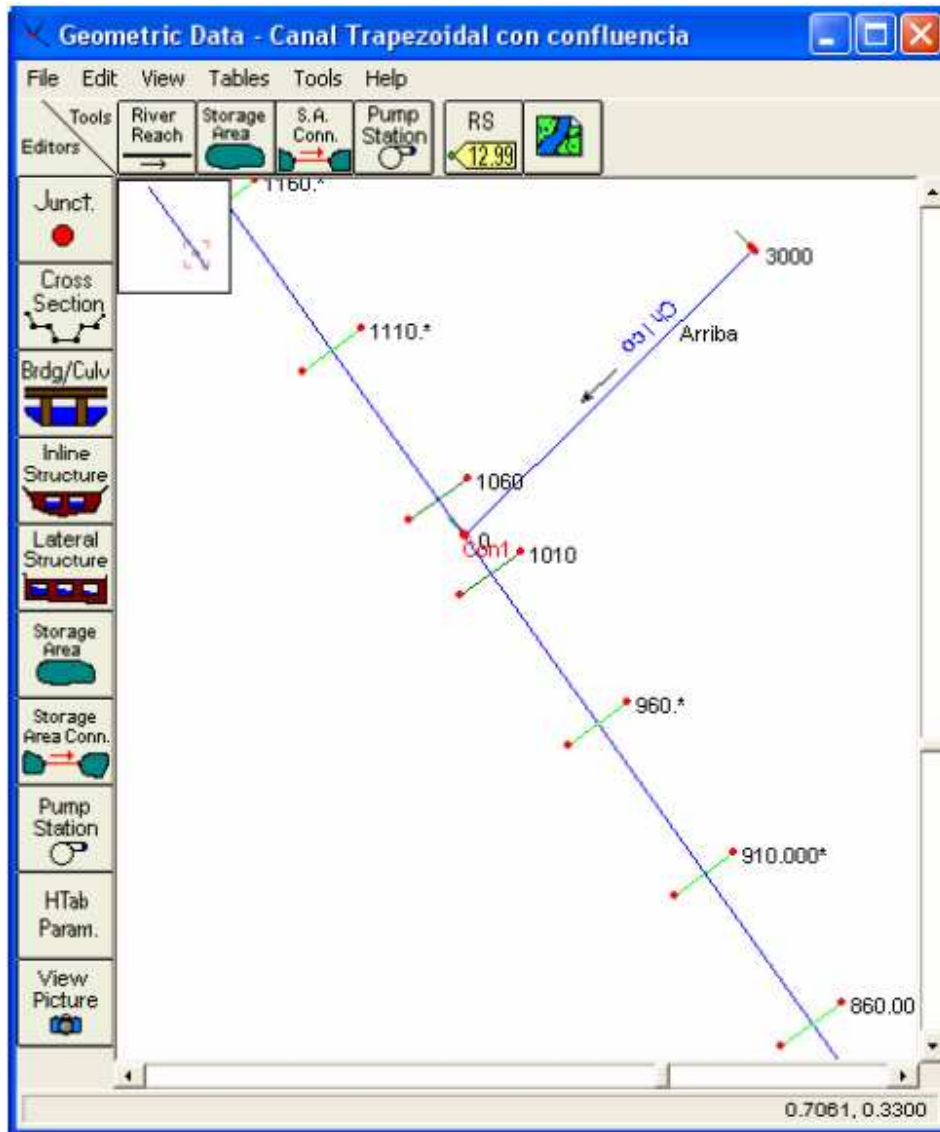 Geometric Data - Canal Trapezoidal con confluencia
File Edit View Tables Tools Help
Tools
Editors
River Reach
Storage Area
S.A. Conn.
Pump Station
RS
12.99
Junct.
Cross Section
Brdg/Culv
Inline Structure
Lateral Structure
Storage Area
Storage Area Conn.
Pump Station
HTab Param.
View Picture
1160.*
3000
1110.*
Chico
Arriba
1060
0
Con1
1010
960.*
910.000*
860.00
0.7061, 0.3300